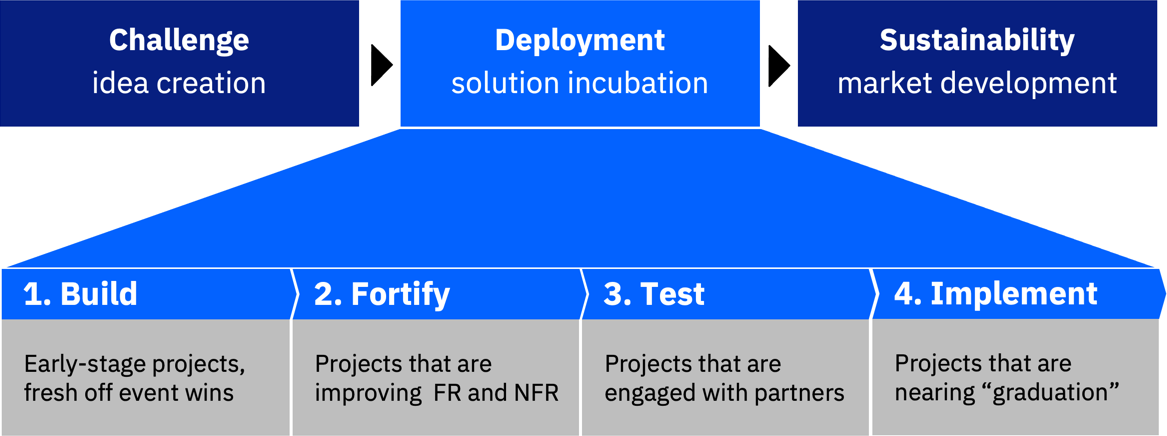 Challenge
idea creation
Deployment
solution incubation
Sustainability
market development
1. Build
2. Fortify
3. Test
4. Implement
Early-stage projects,
fresh off event wins
Projects that are
improving  FR and NFR
Projects that are
engaged with partners
Projects that are
nearing “graduation”